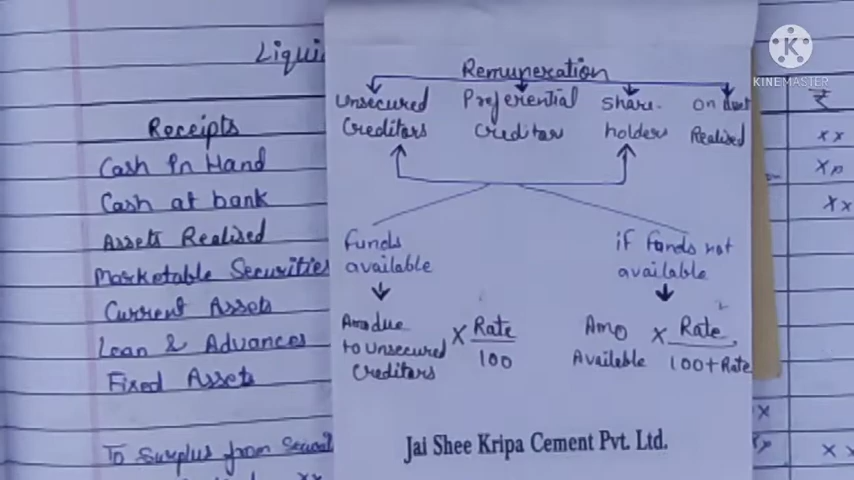 Liqui
Receipts
Cash In Hand
Cash at bank
Assets Realised
Marketable Securities
Current Assets
Loan & Advances
Fixed Assets
To Surplus from
Remuneration
Unsecured
Creditors
Preferential
Creditors
Share-
holders
on
Realised
Funds
available
if funds not
available
Amo due
to Unsecured
Creditors
X Rate
100
Amo
Available
X Rate
100+Rate
Jai Shee Kripa Cement Pvt. Ltd.
K
KINEMASTER
₹
xx
xx
xx
x
xx